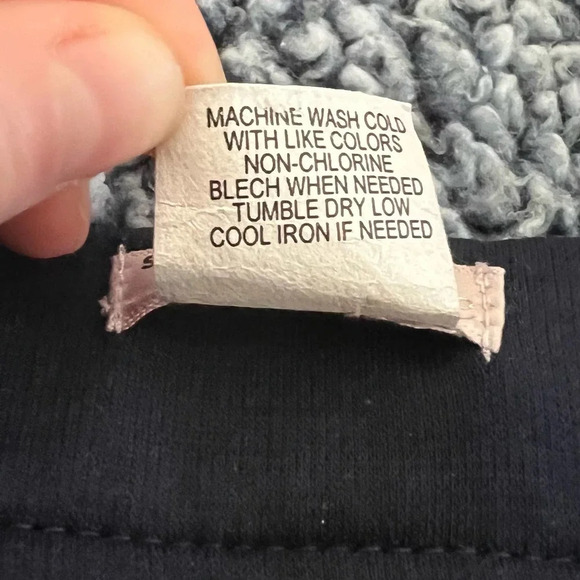 MACHINE WASH COLD
WITH LIKE COLORS
NON-CHLORINE
BLECH WHEN NEEDED
TUMBLE DRY LOW
COOL IRON IF NEEDED